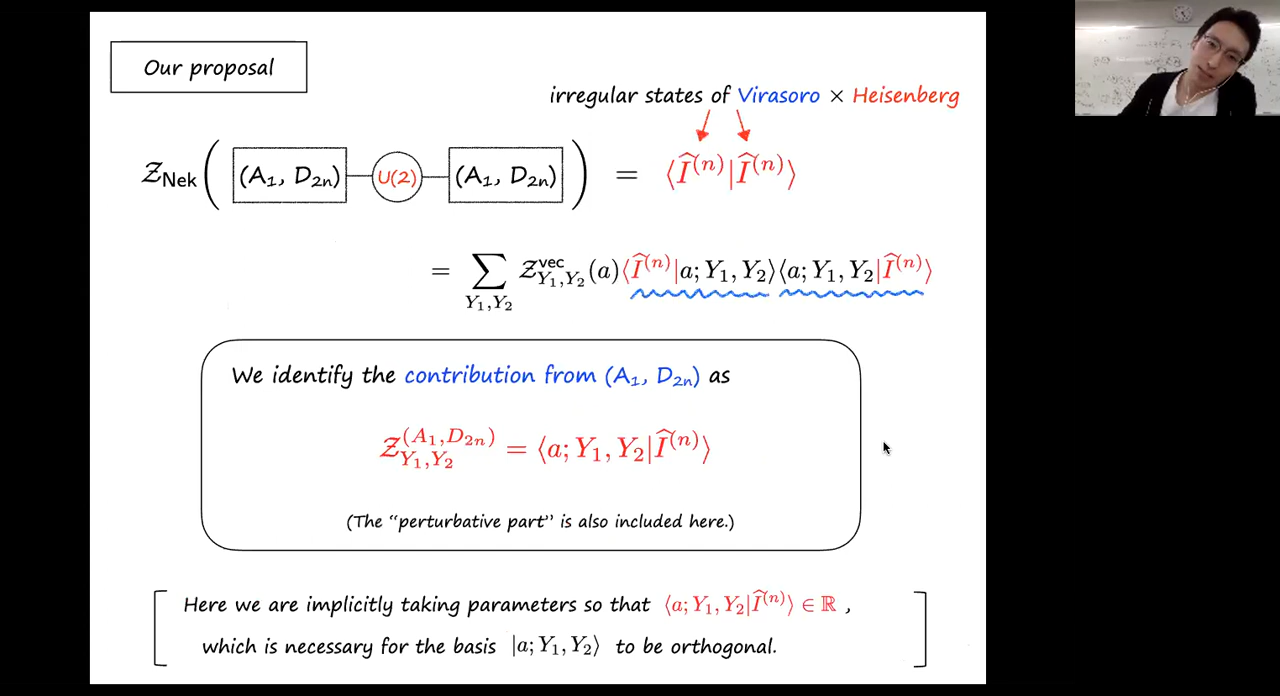 Our proposal
irregular states of Virasoro × Heisenberg
𝒵_Nek ( (A₁, D₂ₙ) — U(2) — (A₁, D₂ₙ) ) = ⟨Î⁽ⁿ⁾|Î⁽ⁿ⁾⟩
= ∑_{Y₁,Y₂} 𝒵^{vec}_{Y₁,Y₂}(a)⟨Î⁽ⁿ⁾|a; Y₁, Y₂⟩⟨a; Y₁, Y₂|Î⁽ⁿ⁾⟩
We identify the contribution from (A₁, D₂ₙ) as
𝒵^{(A₁,D₂ₙ)}_{Y₁,Y₂} = ⟨a; Y₁, Y₂|Î⁽ⁿ⁾⟩
(The “perturbative part” is also included here.)
Here we are implicitly taking parameters so that ⟨a; Y₁, Y₂|Î⁽ⁿ⁾⟩ ∈ ℝ ,
which is necessary for the basis |a; Y₁, Y₂⟩ to be orthogonal.